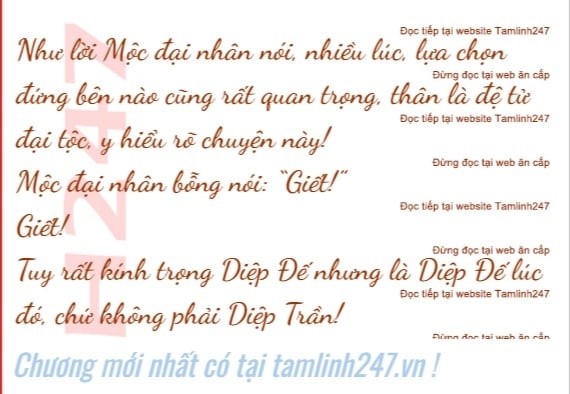 Đọc tiếp tại website Tamlinh247
Như lời Mộc đại nhân nói, nhiều lúc, lựa chọn
Đừng đọc tại web ăn cắp
đứng bên nào cũng rất quan trọng, thân là đệ tử
Đọc tiếp tại website Tamlinh247
đại tộc, y hiểu rõ chuyện này!
Đừng đọc tại web ăn cắp
Mộc đại nhân bỗng nói: “Giết!”
Đọc tiếp tại website Tamlinh247
Giết!
Đừng đọc tại web ăn cắp
Tuy rất kính trọng Diệp Đế nhưng là Diệp Đế lúc
Đọc tiếp tại website Tamlinh247
đó, chứ không phải Diệp Trần!
Đừng đọc tại web ăn cắp
H247
Chương mới nhất có tại tamlinh247.vn !